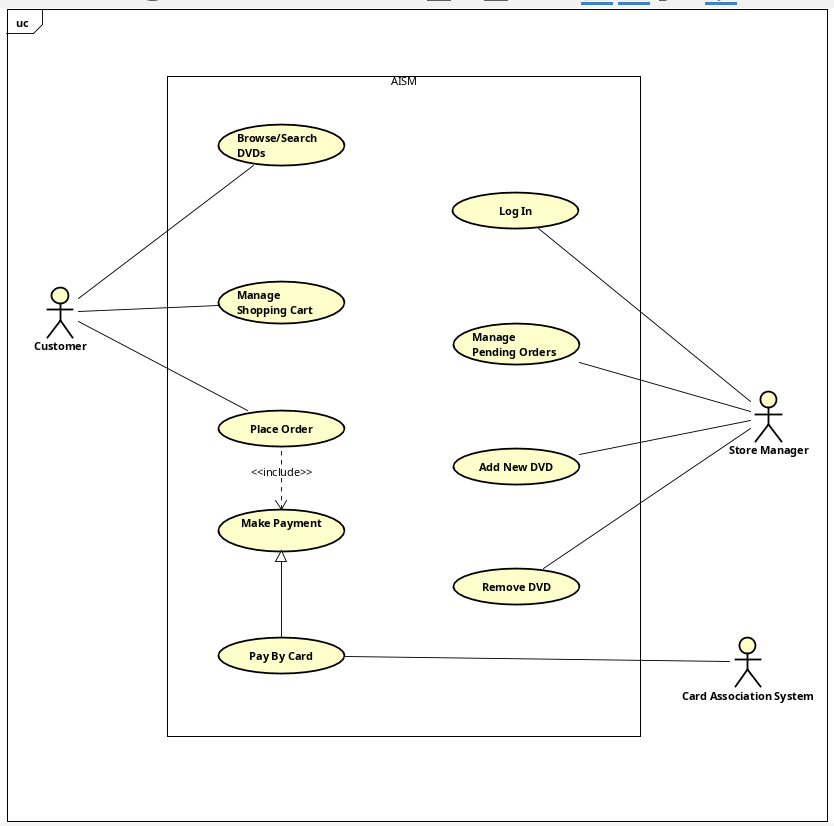 uc
AISM
Browse/Search
DVDs
Log In
Manage
Shopping Cart
Customer
Manage
Pending Orders
Place Order
Store Manager
<<include>>
Add New DVD
Make Payment
Remove DVD
Pay By Card
Card Association System